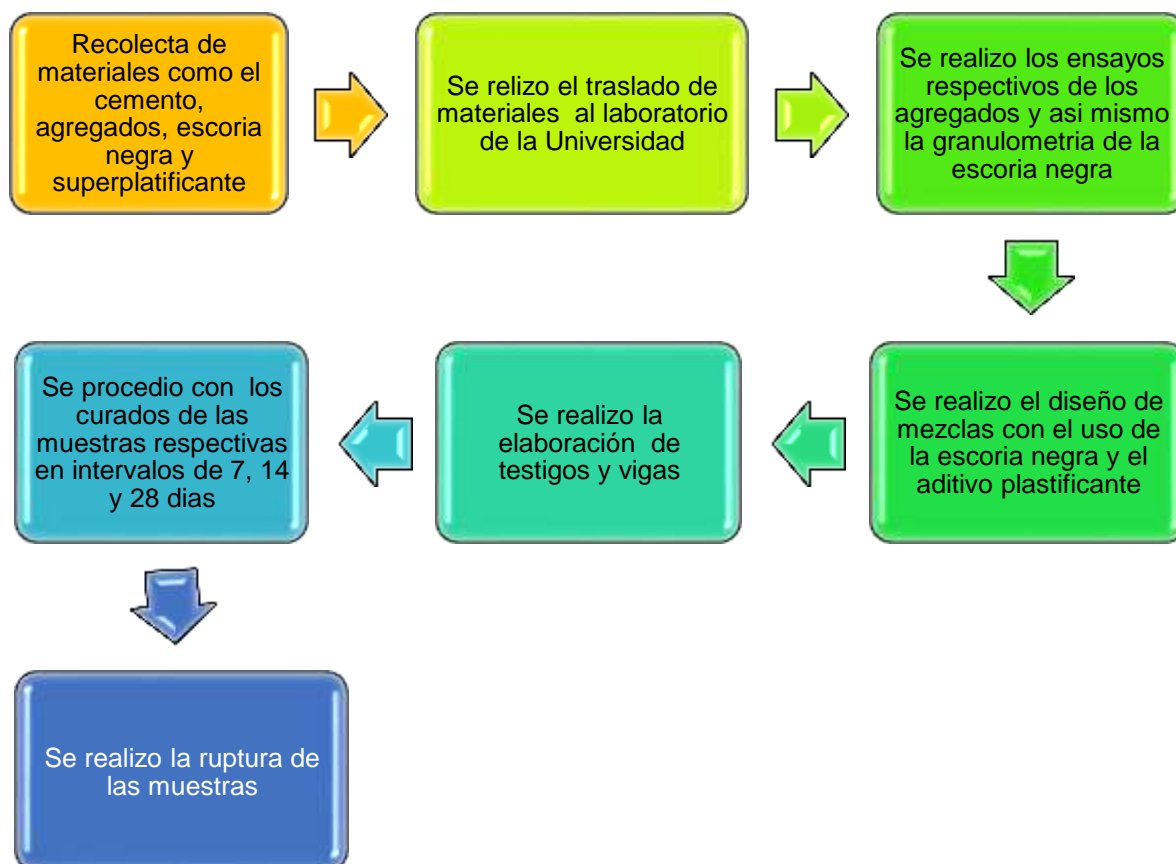 Recolecta de
materiales como el
cemento,
agregados, escoria
negra y
superplatificante
Se relizo el traslado de
materiales al laboratorio
de la Universidad
Se realizo los ensayos
respectivos de los
agregados y asi mismo
la granulometria de la
escoria negra
Se realizo el diseño de
mezclas con el uso de
la escoria negra y el
aditivo plastificante
Se realizo la
elaboración de
testigos y vigas
Se procedio con los
curados de las
muestras respectivas
en intervalos de 7, 14
y 28 dias
Se realizo la ruptura de
las muestras